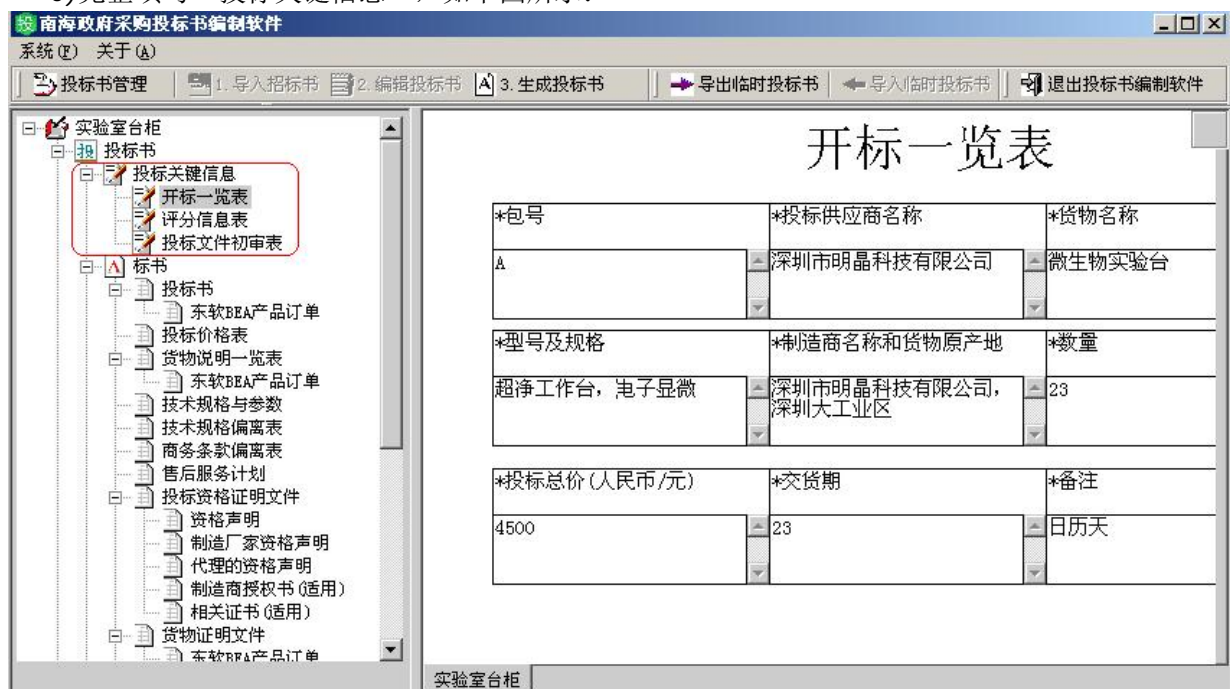 南海政府采购投标书编制软件
系统(F) 关于(A)
投标书管理 1.导入招标书 2.编辑投标书 3.生成投标书 导出临时投标书 导入临时投标书 退出投标书编制软件
实验室台柜
投标书
投标关键信息
开标一览表
评分信息表
投标文件初审表
标书
投标书
东软BEA产品订单
投标价格表
货物说明一览表
东软BEA产品订单
技术规格与参数
技术规格偏离表
商务条款偏离表
售后服务计划
投标资格证明文件
资格声明
制造厂家资格声明
代理的资格声明
制造商授权书(适用)
相关证书(适用)
货物证明文件
东软BEA产品订单
开标一览表
*包号 *投标供应商名称 *货物名称
A 深圳市明晶科技有限公司 微生物实验台
*型号及规格 *制造商名称和货物原产地 *数量
超净工作台，电子显微 深圳市明晶科技有限公司， 23
深圳大工业区
*投标总价(人民币/元) *交货期 *备注
4500 23 日历天
实验室台柜